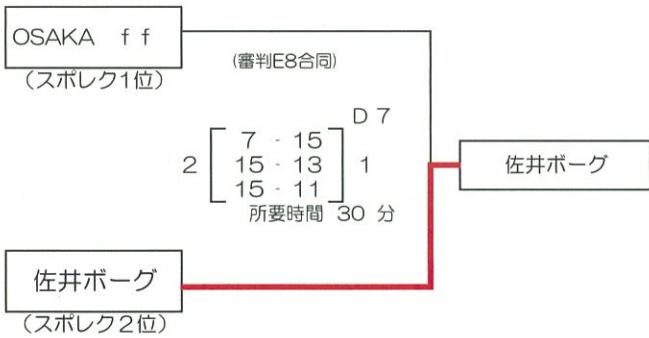 OSAKA ff
(スポレク1位)
(審判E8合同)
D 7
7 - 15
2 15 - 13 1
15 - 11
所要時間 30 分
佐井ボーグ
佐井ボーグ
(スポレク2位)